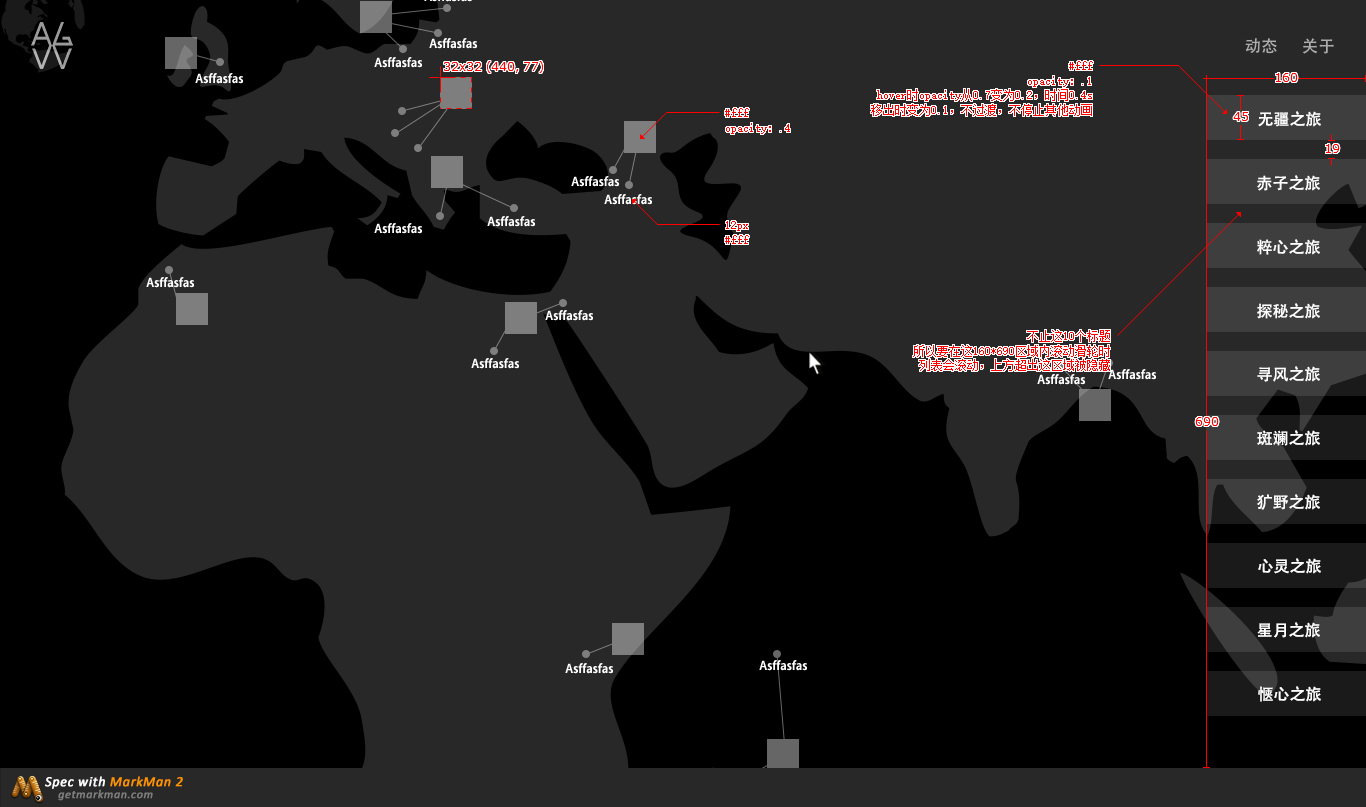 AGW
Asffasfas
Asffasfas
Asffasfas
Asffasfas
32x32 (440, 77)
动态 关于
#fff
opacity: .1
hover时opacity从0.7变为0.2，时间0.4s
移出时变为0.1，不过渡，不停止其他动画
160
45
无疆之旅
19
#fff
opacity: .4
Asffasfas
Asffasfas
12px
#fff
Asffasfas
Asffasfas
赤子之旅
粹心之旅
Asffasfas
Asffasfas
Asffasfas
探秘之旅
不止这10个标题
所以要在这160*690区域内滚动滑轮时
列表会滚动，上方超出这区域被隐藏
Asffasfas
Asffasfas
寻风之旅
690
斑斓之旅
犷野之旅
心灵之旅
星月之旅
惬心之旅
Asffasfas
Asffasfas
Spec with MarkMan 2
getmarkman.com